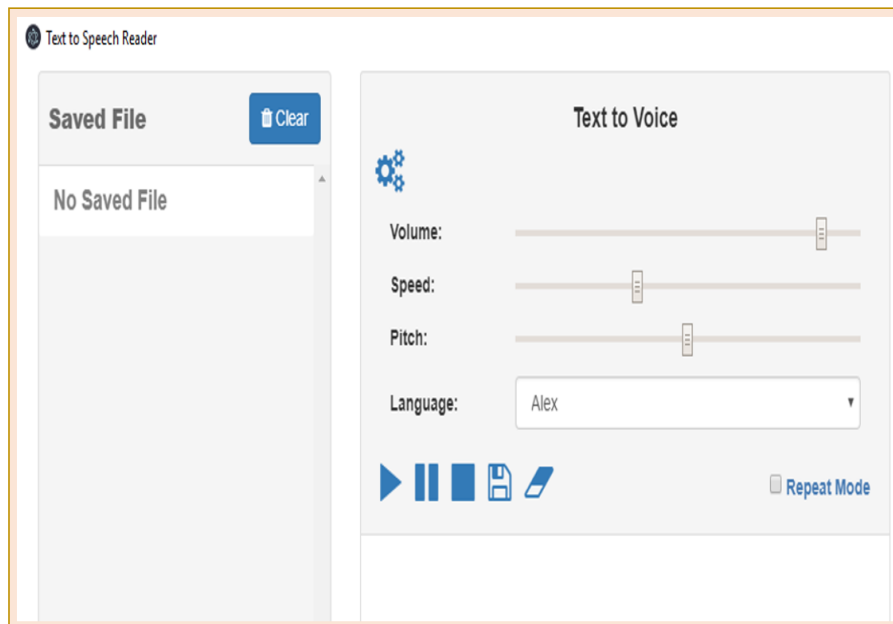 Text to Speech Reader
Saved File
Clear
No Saved File
Text to Voice
Volume:
Speed:
Pitch:
Language:
Alex
Repeat Mode